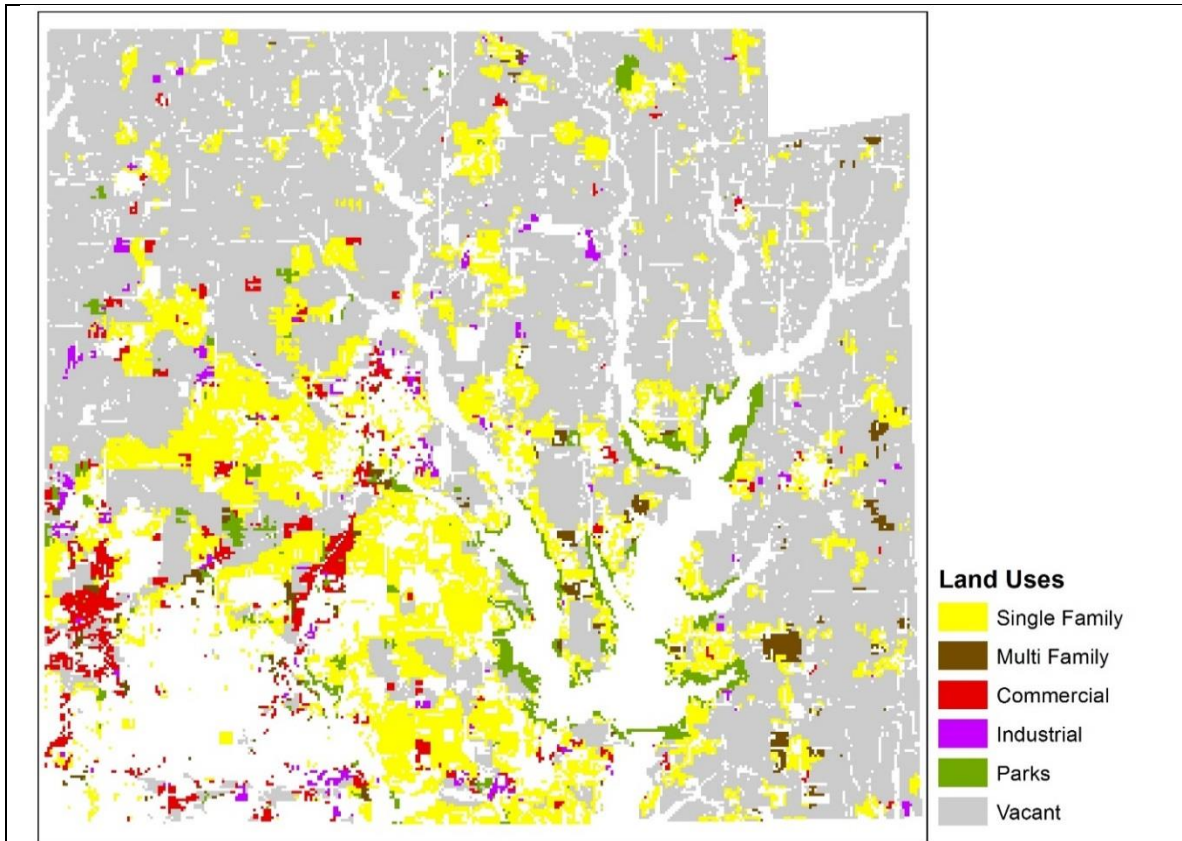 Land Uses
Single Family
Multi Family
Commercial
Industrial
Parks
Vacant